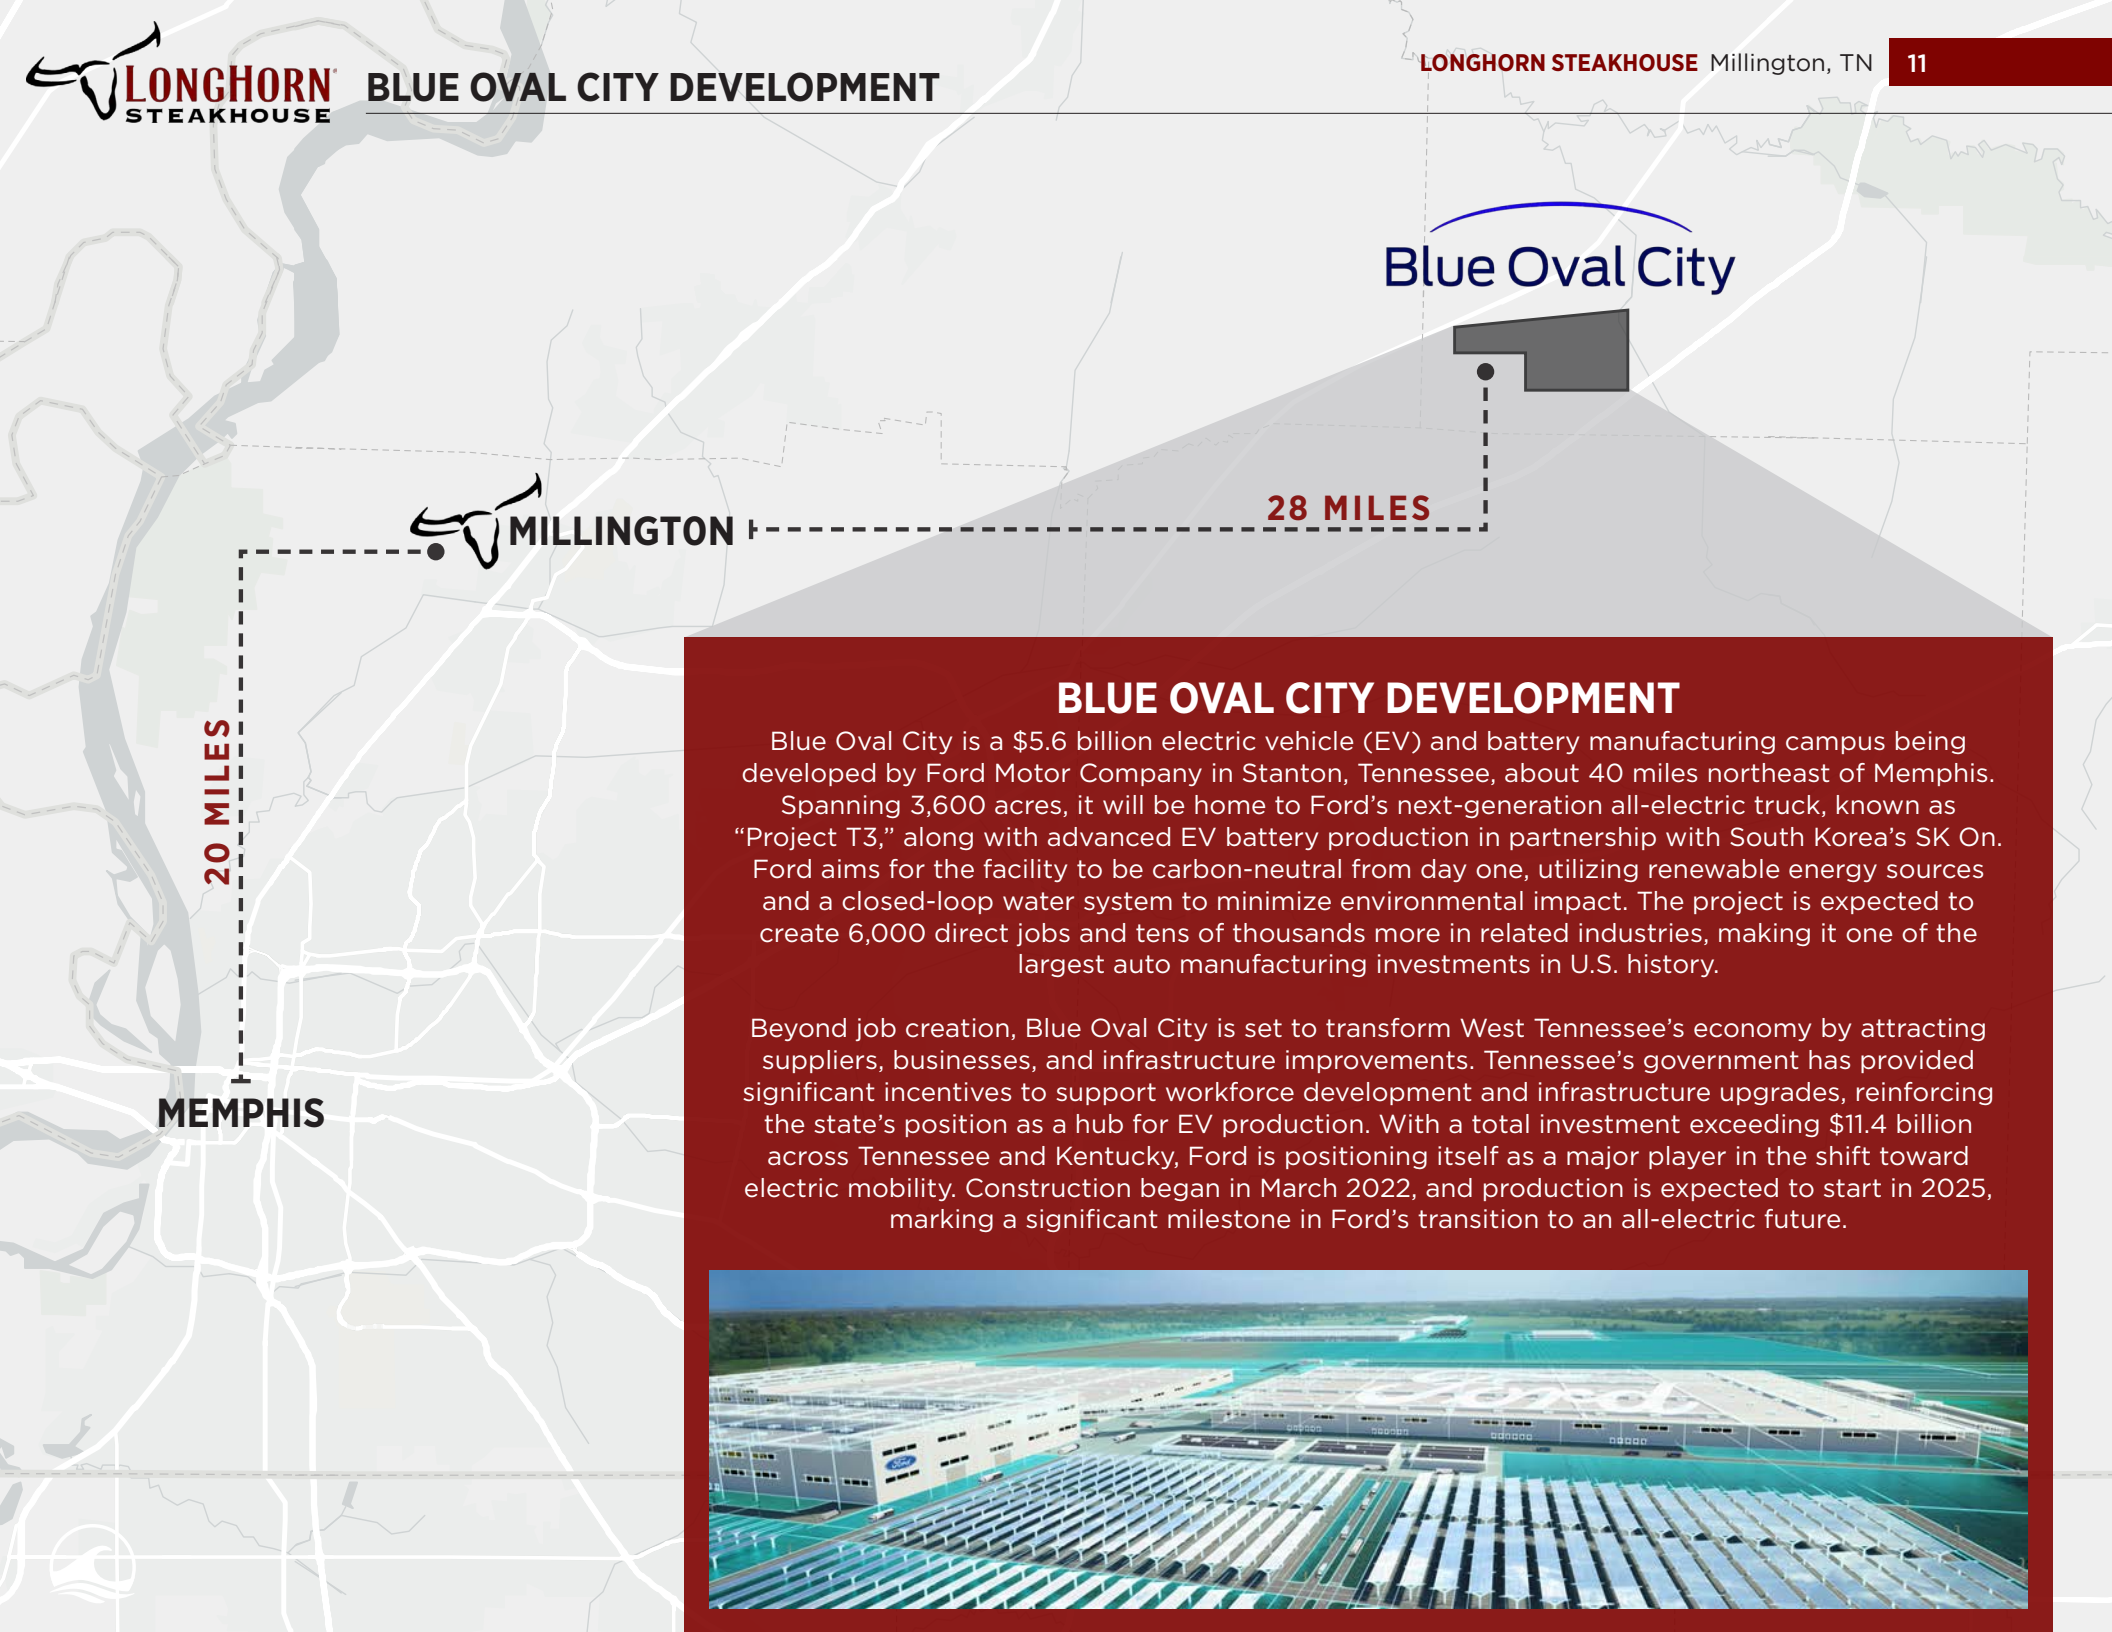 LONGHORN®
STEAKHOUSE
BLUE OVAL CITY DEVELOPMENT
LONGHORN STEAKHOUSE Millington, TN 11
Blue Oval City
28 MILES
MILLINGTON
20 MILES
MEMPHIS
BLUE OVAL CITY DEVELOPMENT
Blue Oval City is a $5.6 billion electric vehicle (EV) and battery manufacturing campus being
developed by Ford Motor Company in Stanton, Tennessee, about 40 miles northeast of Memphis.
Spanning 3,600 acres, it will be home to Ford’s next-generation all-electric truck, known as
“Project T3,” along with advanced EV battery production in partnership with South Korea’s SK On.
Ford aims for the facility to be carbon-neutral from day one, utilizing renewable energy sources
and a closed-loop water system to minimize environmental impact. The project is expected to
create 6,000 direct jobs and tens of thousands more in related industries, making it one of the
largest auto manufacturing investments in U.S. history.
Beyond job creation, Blue Oval City is set to transform West Tennessee’s economy by attracting
suppliers, businesses, and infrastructure improvements. Tennessee’s government has provided
significant incentives to support workforce development and infrastructure upgrades, reinforcing
the state’s position as a hub for EV production. With a total investment exceeding $11.4 billion
across Tennessee and Kentucky, Ford is positioning itself as a major player in the shift toward
electric mobility. Construction began in March 2022, and production is expected to start in 2025,
marking a significant milestone in Ford’s transition to an all-electric future.
Ford
Ford